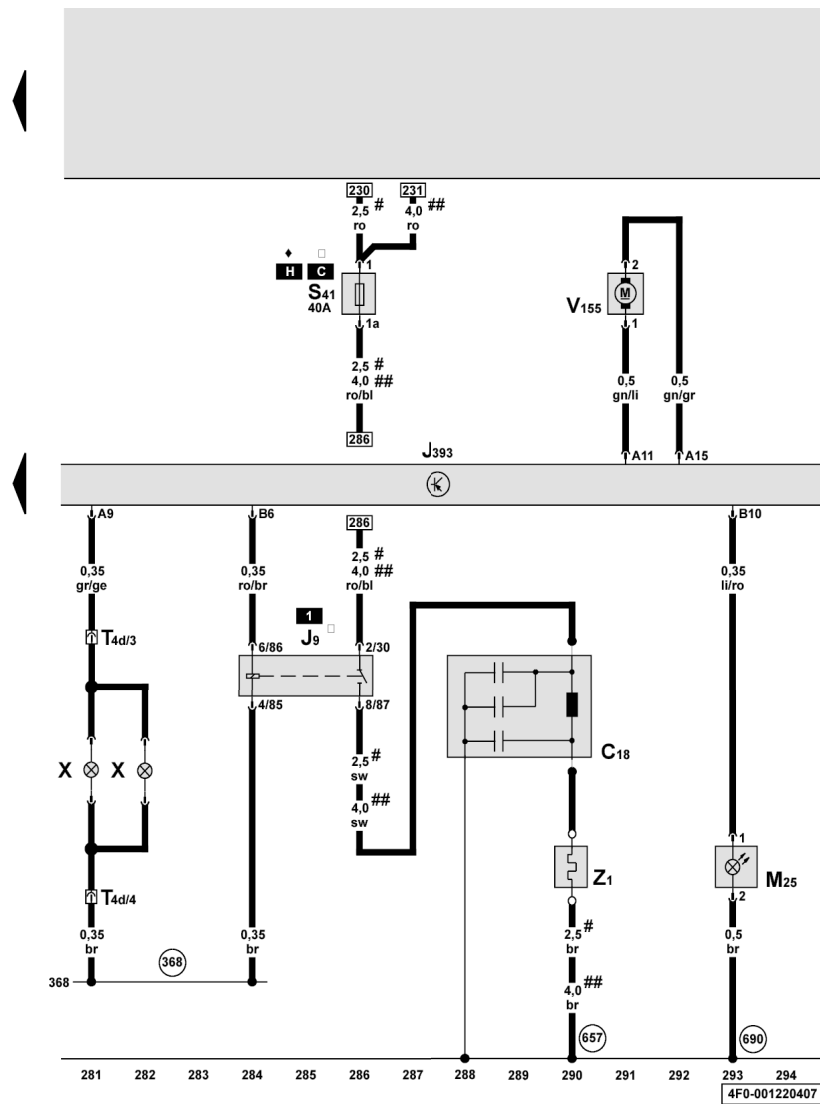 230 231
2,5 # 4,0 ##
ro ro
♦ □
H C 1 2
S41 M
40A V155
1a 1
2,5 #
4,0 ## 0,5 0,5
ro/bl gn/li gn/gr
286
J393 A11 A15
A9 B6 286 B10
2,5 #
0,35 0,35 4,0 ## 0,35
gr/ge ro/br ro/bl li/ro
1
T4d/3 J9 □
6/86 2/30
4/85 8/87
C18
2,5 #
sw
X X
4,0 ##
sw
1
Z1 M25
T4d/4 2
0,35 0,35 2,5 # 0,5
br br br br
368
368
4,0 ##
br
657 690
281 282 283 284 285 286 287 288 289 290 291 292 293 294
4F0-001220407